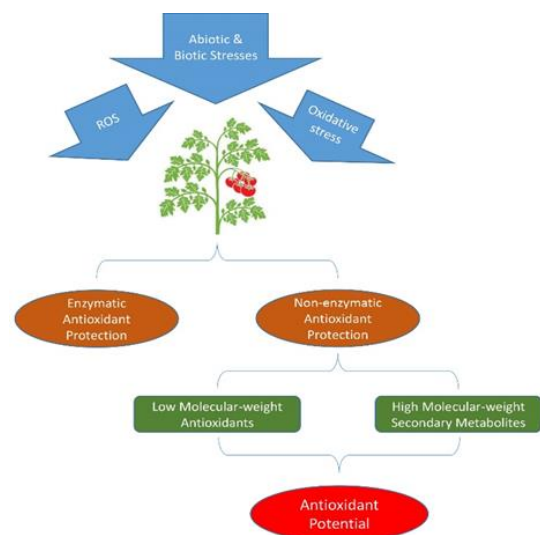 Abiotic &
Biotic Stresses
ROS
Oxidative
stress
Enzymatic
Antioxidant
Protection
Non-enzymatic
Antioxidant
Protection
Low Molecular-weight
Antioxidants
High Molecular-weight
Secondary Metabolites
Antioxidant
Potential